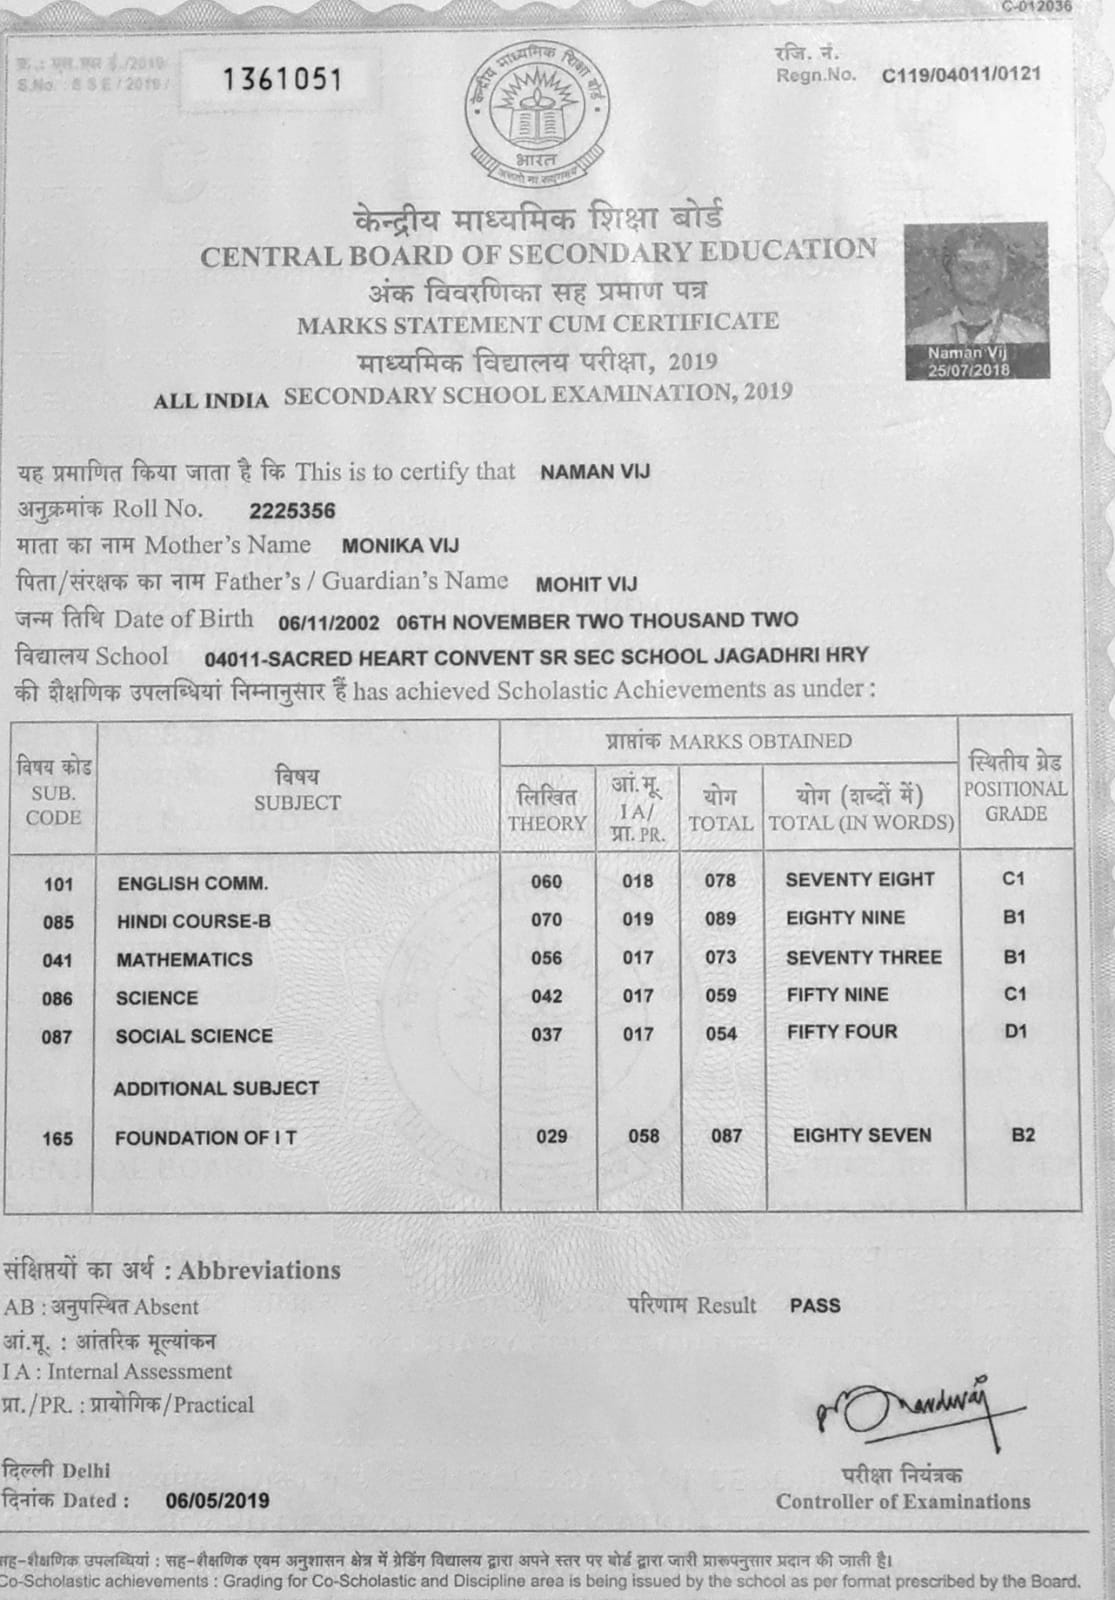 C-012036
क्र. : एस.एस ई./2019
S.No. : S S E / 2019 /
1361051
रजि. नं.
Regn.No. C119/04011/0121
केन्द्रीय माध्यमिक शिक्षा बोर्ड
भारत
असतो मा सद्गमय
केन्द्रीय माध्यमिक शिक्षा बोर्ड
CENTRAL BOARD OF SECONDARY EDUCATION
अंक विवरणिका सह प्रमाण पत्र
MARKS STATEMENT CUM CERTIFICATE
माध्यमिक विद्यालय परीक्षा, 2019
ALL INDIA SECONDARY SCHOOL EXAMINATION, 2019
Naman Vij
25/07/2018
यह प्रमाणित किया जाता है कि This is to certify that NAMAN VIJ
अनुक्रमांक Roll No. 2225356
माता का नाम Mother's Name MONIKA VIJ
पिता/संरक्षक का नाम Father's / Guardian's Name MOHIT VIJ
जन्म तिथि Date of Birth 06/11/2002 06TH NOVEMBER TWO THOUSAND TWO
विद्यालय School 04011-SACRED HEART CONVENT SR SEC SCHOOL JAGADHRI HRY
की शैक्षणिक उपलब्धियां निम्नानुसार हैं has achieved Scholastic Achievements as under :
विषय कोड SUB. CODE
विषय SUBJECT
प्राप्तांक MARKS OBTAINED
लिखित THEORY
आं.मू. I A/ प्रा. PR.
योग TOTAL
योग (शब्दों में) TOTAL (IN WORDS)
स्थितीय ग्रेड POSITIONAL GRADE
101 ENGLISH COMM. 060 018 078 SEVENTY EIGHT C1
085 HINDI COURSE-B 070 019 089 EIGHTY NINE B1
041 MATHEMATICS 056 017 073 SEVENTY THREE B1
086 SCIENCE 042 017 059 FIFTY NINE C1
087 SOCIAL SCIENCE 037 017 054 FIFTY FOUR D1
ADDITIONAL SUBJECT
165 FOUNDATION OF I T 029 058 087 EIGHTY SEVEN B2
संक्षिप्तियों का अर्थ : Abbreviations
AB : अनुपस्थित Absent
परिणाम Result PASS
आं.मू. : आंतरिक मूल्यांकन
I A : Internal Assessment
प्रा./PR. : प्रायोगिक/Practical
दिल्ली Delhi
दिनांक Dated : 06/05/2019
परीक्षा नियंत्रक
Controller of Examinations
सह-शैक्षणिक उपलब्धियां : सह-शैक्षणिक एवम अनुशासन क्षेत्र में ग्रेडिंग विद्यालय द्वारा अपने स्तर पर बोर्ड द्वारा जारी प्रारूपनुसार प्रदान की जाती है।
Co-Scholastic achievements : Grading for Co-Scholastic and Discipline area is being issued by the school as per format prescribed by the Board.